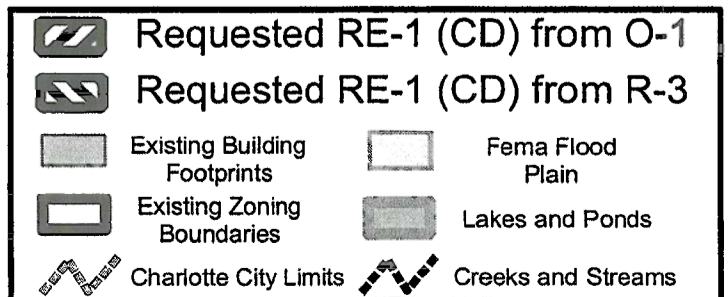 Requested RE-1 (CD) from O-1
Requested RE-1 (CD) from R-3
Existing Building
Footprints
Fema Flood
Plain
Existing Zoning
Boundaries
Lakes and Ponds
Charlotte City Limits
Creeks and Streams